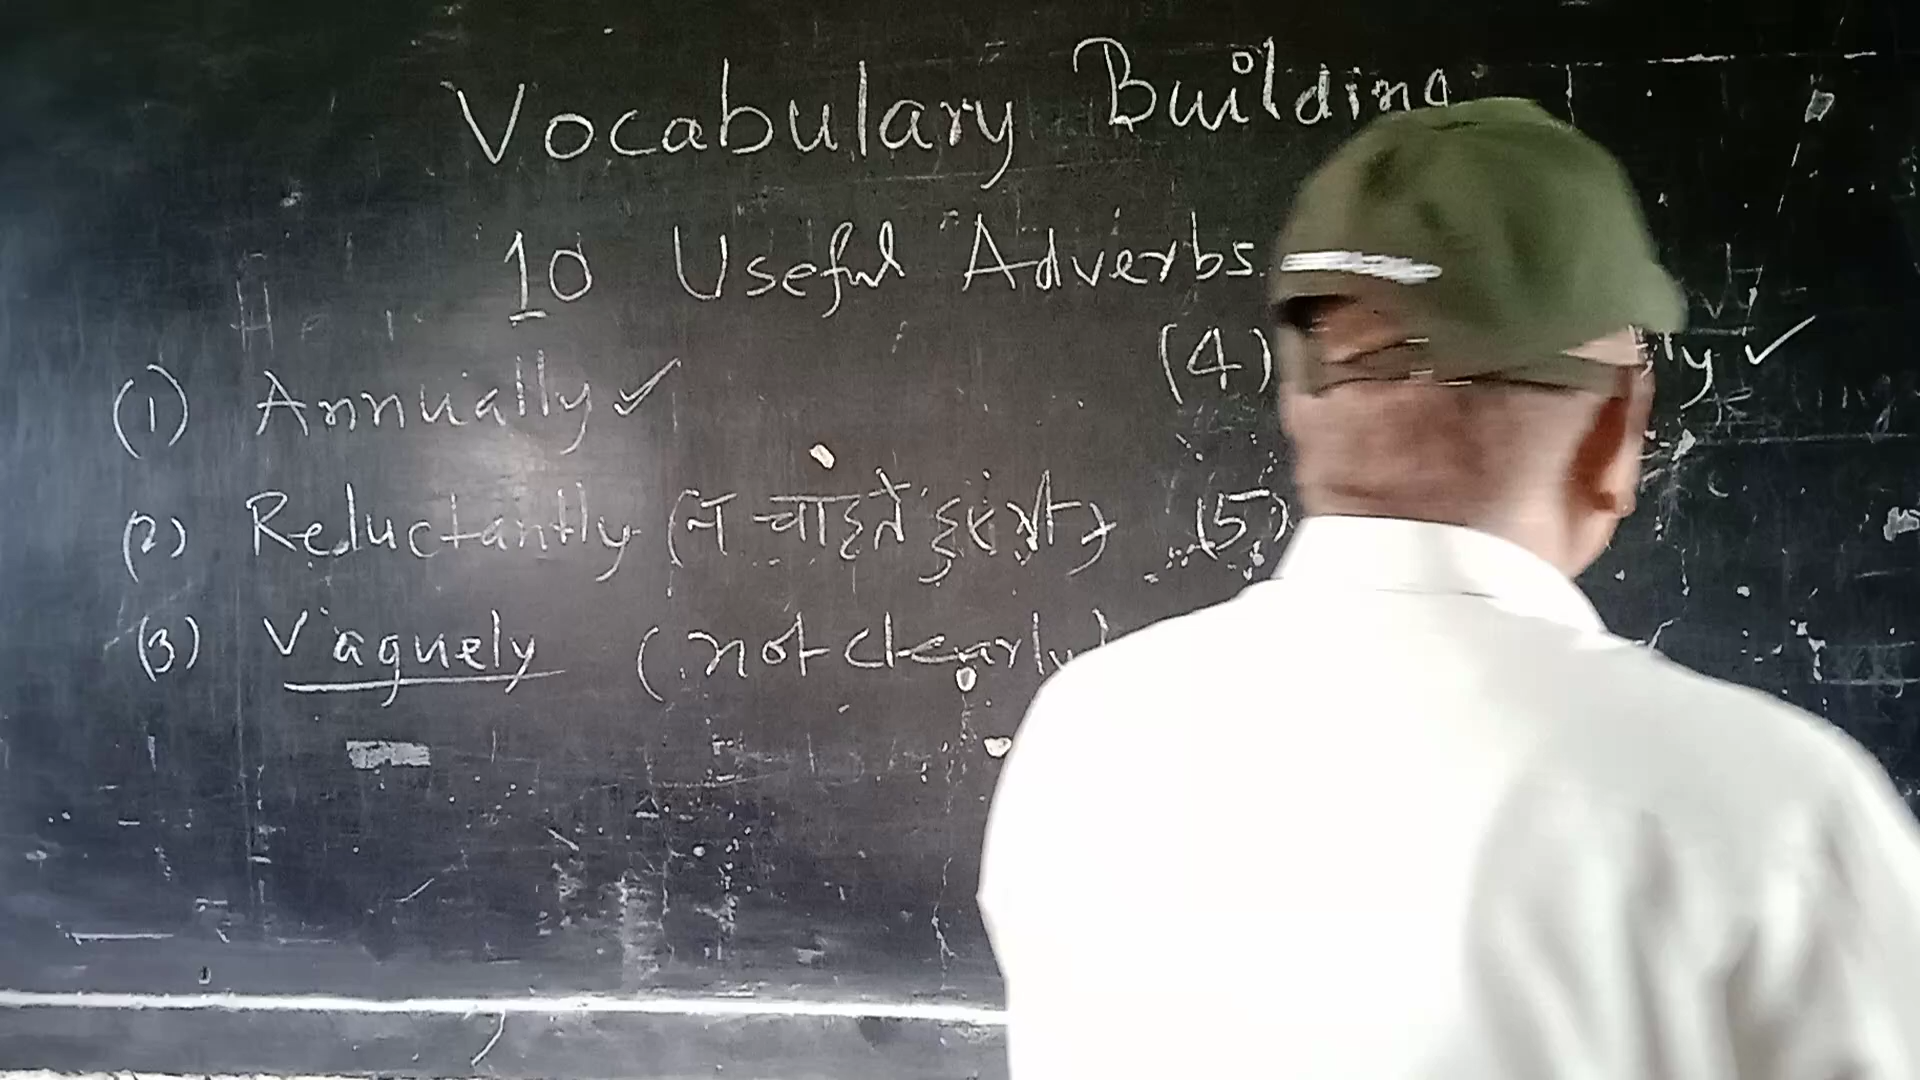 Vocabulary Building
10 Useful Adverbs
(1) Annually ✓
(2) Reluctantly (न चाहते हुए भी)
(3) Vaguely (not clearly)
(4)
(5)